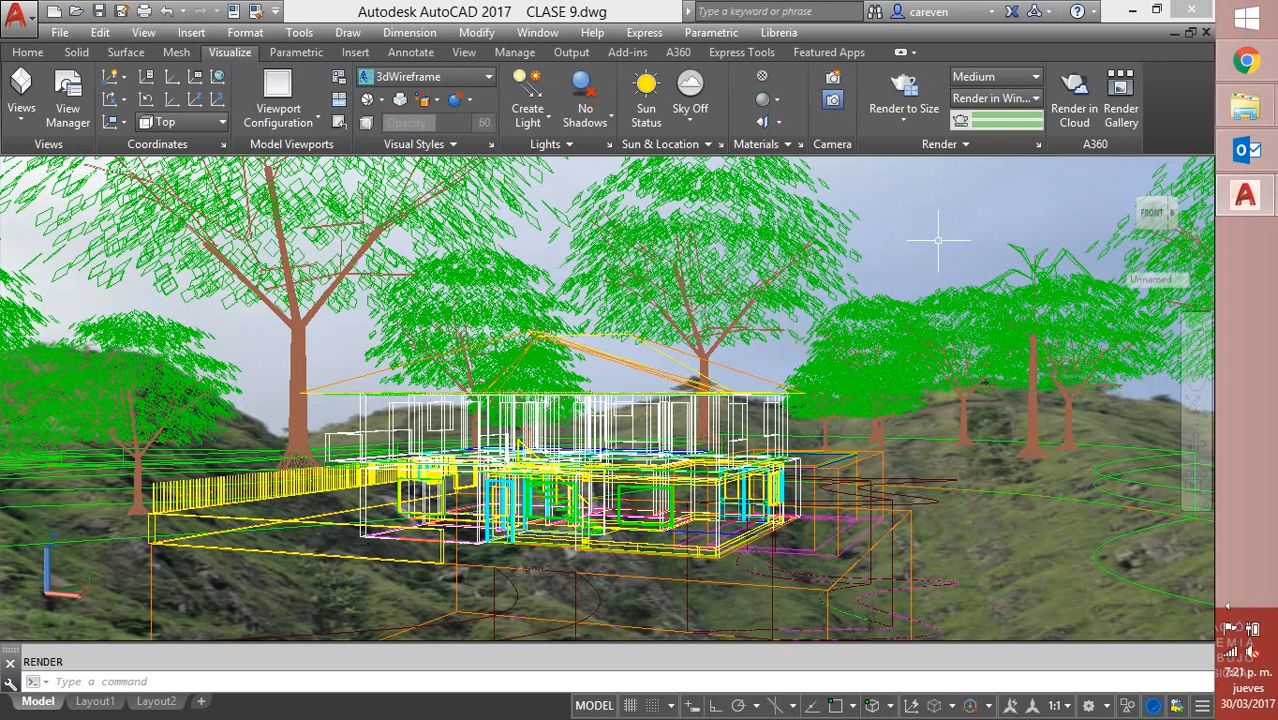 Autodesk AutoCAD 2017 CLASE 9.dwg
Type a keyword or phrase
careven
File Edit View Insert Format Tools Draw Dimension Modify Window Help Express Parametric Libreria
Home Solid Surface Mesh Visualize Parametric Insert Annotate View Manage Output Add-ins A360 Express Tools Featured Apps
3dWireframe Medium
Views View Manager Top Viewport Configuration Opacity 60 Create Light No Shadows Sun Status Sky Off Render to Size Render in Win... Render in Cloud Render Gallery
Views Coordinates Model Viewports Visual Styles Lights Sun & Location Materials Camera Render A360
FRONT
Unnamed
RENDER
Type a command
Model Layout1 Layout2 +
MODEL 1:1
7:21 p. m.
jueves
30/03/2017